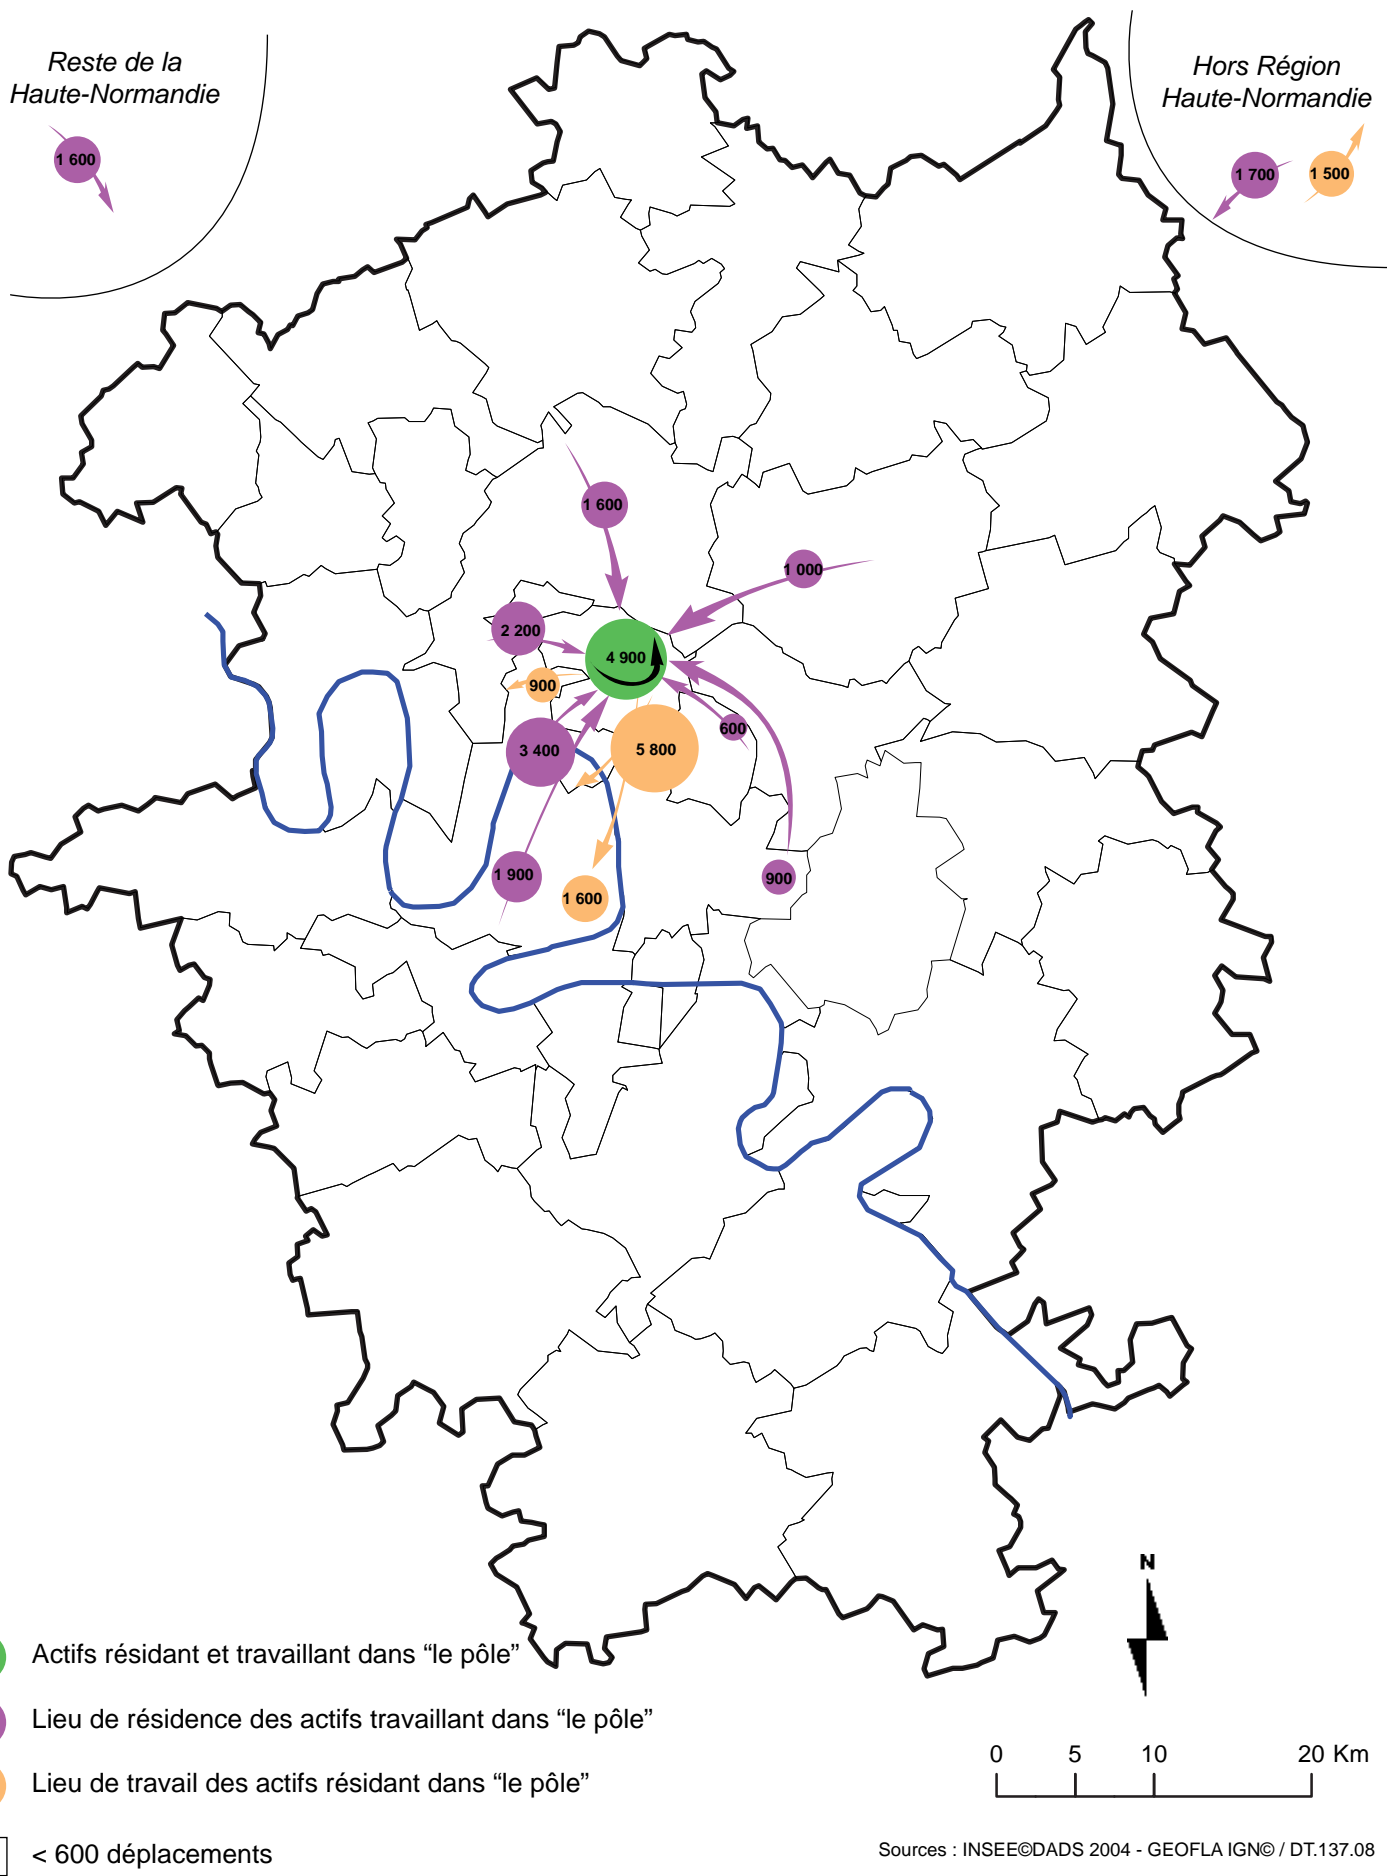 Reste de la
Haute-Normandie
1 600
Hors Région
Haute-Normandie
1 700
1 500
1 600
1 000
2 200
4 900
900
600
3 400
5 800
1 900
1 600
900
N
Actifs résidant et travaillant dans “le pôle”
Lieu de résidence des actifs travaillant dans “le pôle”
Lieu de travail des actifs résidant dans “le pôle”
< 600 déplacements
0 5 10 20 Km
Sources : INSEE©DADS 2004 - GEOFLA IGN© / DT.137.08